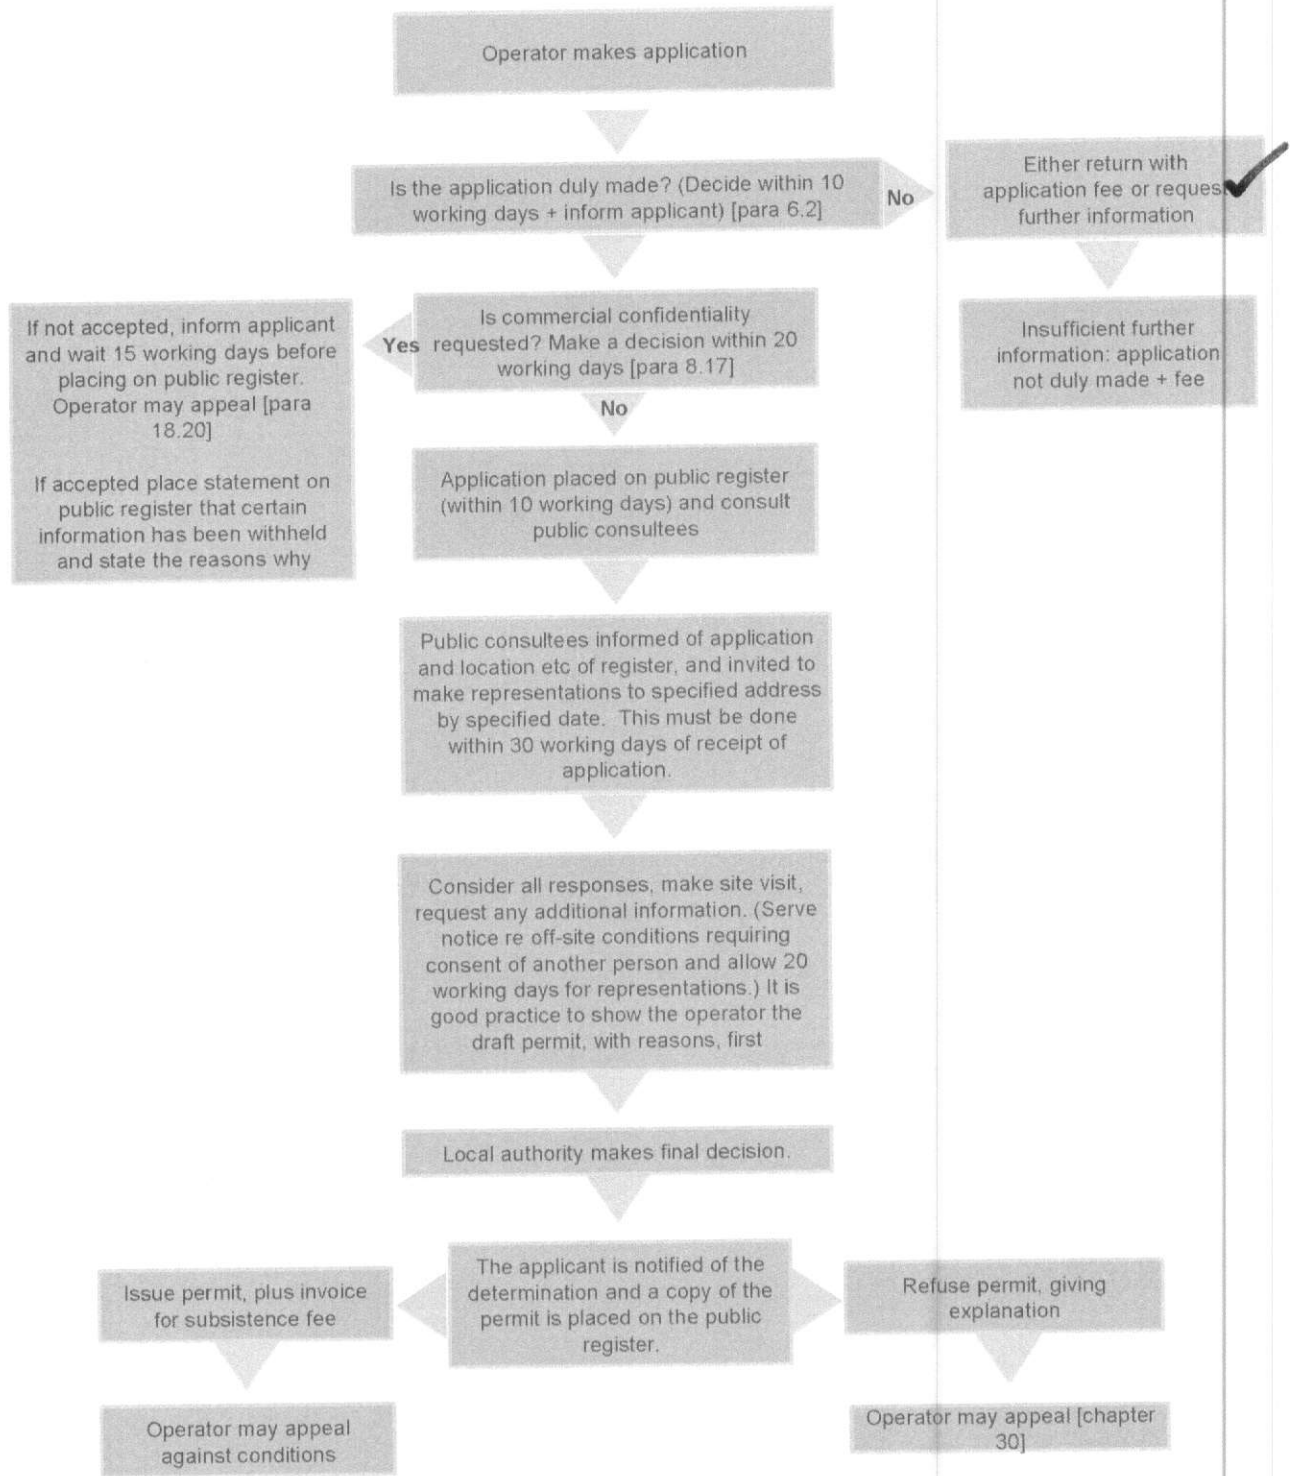 Operator makes application
Is the application duly made? (Decide within 10
working days + inform applicant) [para 6.2]
No
Either return with
application fee or request
further information
Insufficient further
information: application
not duly made + fee
Is commercial confidentiality
requested? Make a decision within 20
working days [para 8.17]
Yes
If not accepted, inform applicant
and wait 15 working days before
placing on public register.
Operator may appeal [para
18.20]
If accepted place statement on
public register that certain
information has been withheld
and state the reasons why
No
Application placed on public register
(within 10 working days) and consult
public consultees
Public consultees informed of application
and location etc of register, and invited to
make representations to specified address
by specified date. This must be done
within 30 working days of receipt of
application.
Consider all responses, make site visit,
request any additional information. (Serve
notice re off-site conditions requiring
consent of another person and allow 20
working days for representations.) It is
good practice to show the operator the
draft permit, with reasons, first
Local authority makes final decision.
The applicant is notified of the
determination and a copy of the
permit is placed on the public
register.
Issue permit, plus invoice
for subsistence fee
Operator may appeal
against conditions
Refuse permit, giving
explanation
Operator may appeal [chapter
30]